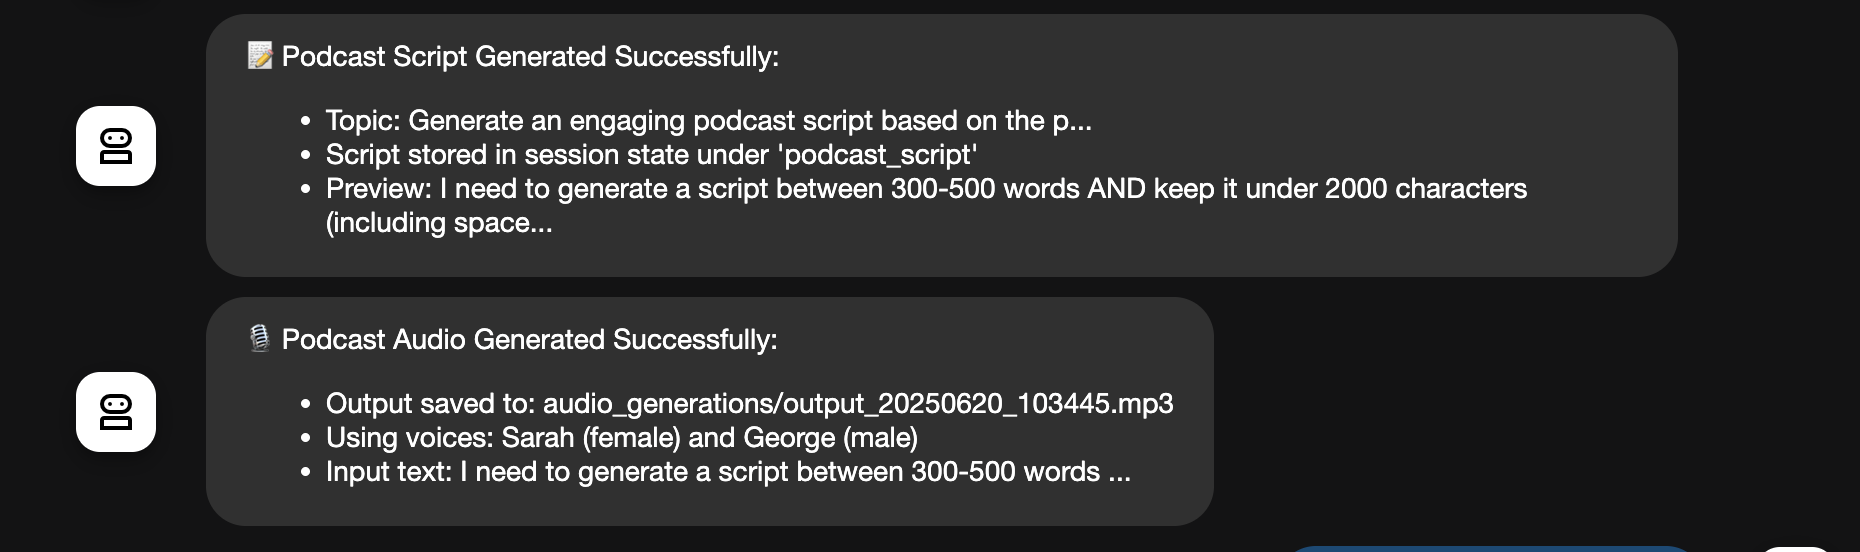 📝 Podcast Script Generated Successfully:
• Topic: Generate an engaging podcast script based on the p...
• Script stored in session state under 'podcast_script'
• Preview: I need to generate a script between 300-500 words AND keep it under 2000 characters
(including space...
🎙️ Podcast Audio Generated Successfully:
• Output saved to: audio_generations/output_20250620_103445.mp3
• Using voices: Sarah (female) and George (male)
• Input text: I need to generate a script between 300-500 words ...